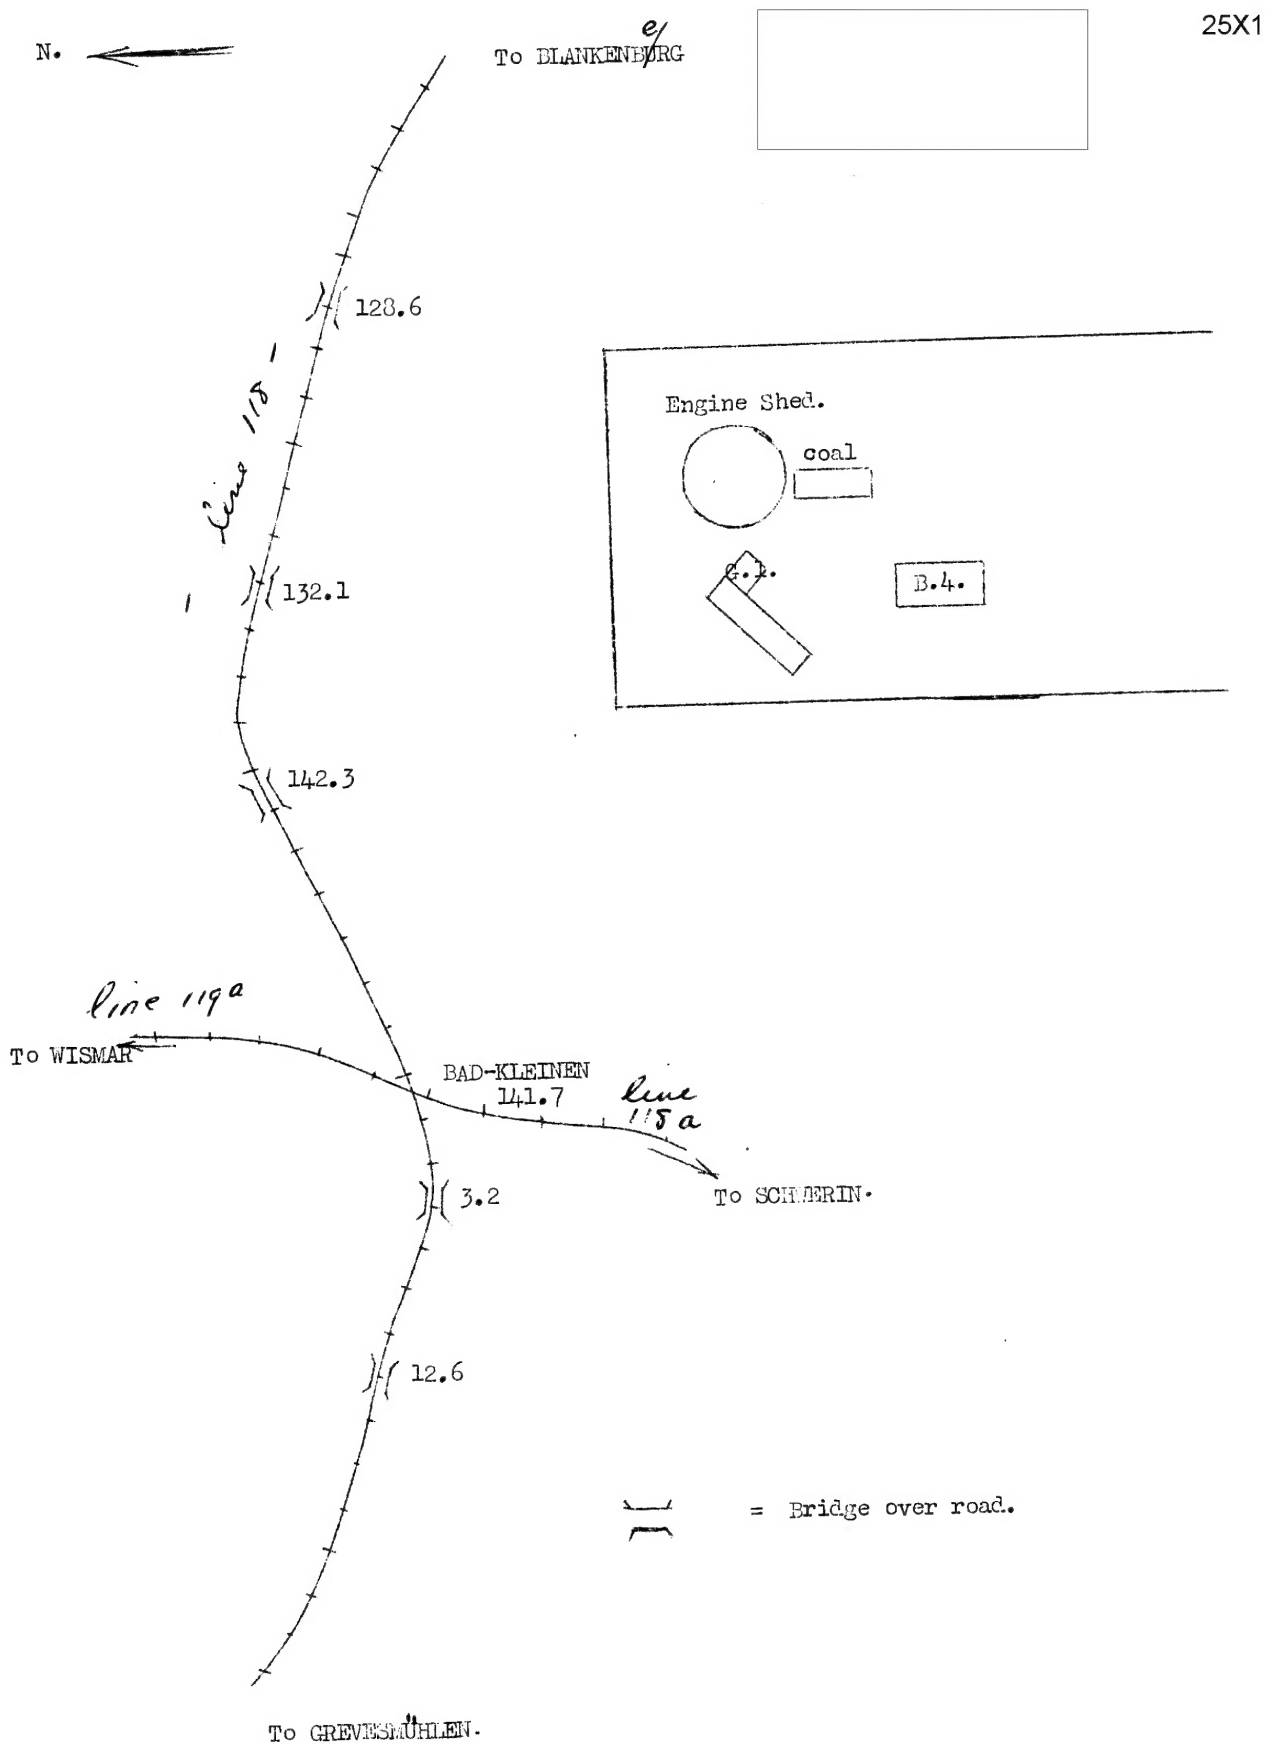 25X1
N.
e/
To BLANKENBURG
128.6
line 118
Engine Shed.
coal
G.1.
B.4.
132.1
142.3
line 119a
To WISMAR
BAD-KLEINEN
141.7
line
118a
To SCHWERIN.
3.2
12.6
= Bridge over road.
To GREVESMÜHLEN.